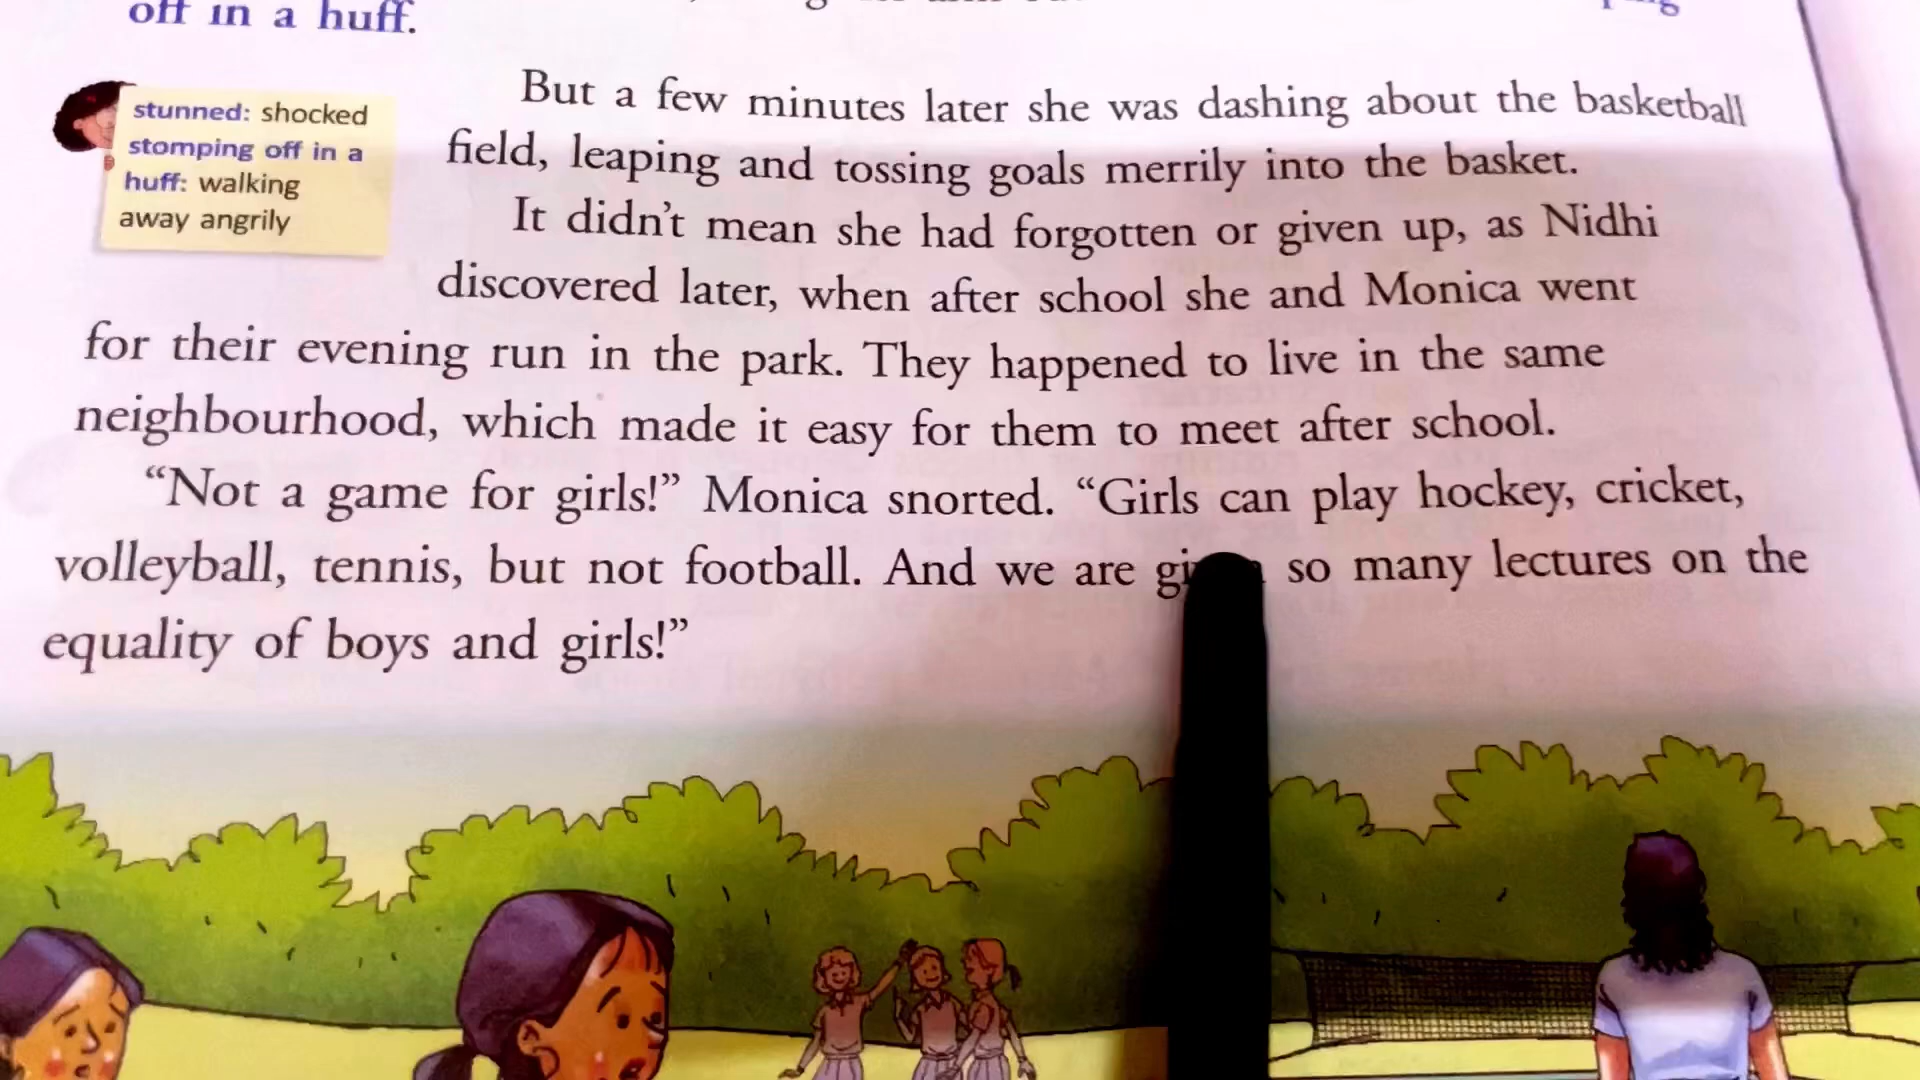 off in a huff.
stunned: shocked
stomping off in a
huff: walking
away angrily
But a few minutes later she was dashing about the basketball
field, leaping and tossing goals merrily into the basket.
It didn't mean she had forgotten or given up, as Nidhi
discovered later, when after school she and Monica went
for their evening run in the park. They happened to live in the same
neighbourhood, which made it easy for them to meet after school.
“Not a game for girls!” Monica snorted. “Girls can play hockey, cricket,
volleyball, tennis, but not football. And we are so many lectures on the
equality of boys and girls!”